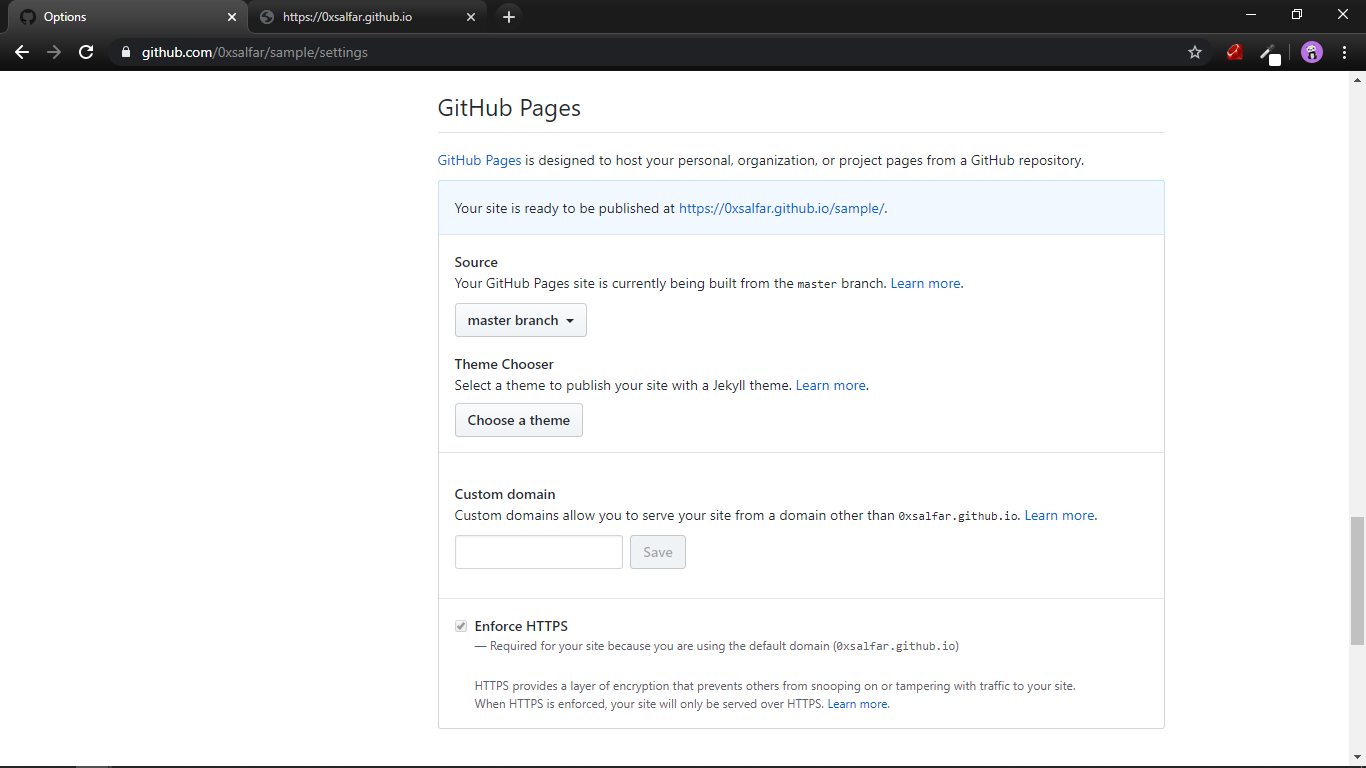 Options
https://0xsalfar.github.io
github.com/0xsalfar/sample/settings
GitHub Pages
GitHub Pages is designed to host your personal, organization, or project pages from a GitHub repository.
Your site is ready to be published at https://0xsalfar.github.io/sample/.
Source
Your GitHub Pages site is currently being built from the master branch. Learn more.
master branch
Theme Chooser
Select a theme to publish your site with a Jekyll theme. Learn more.
Choose a theme
Custom domain
Custom domains allow you to serve your site from a domain other than 0xsalfar.github.io. Learn more.
Save
Enforce HTTPS
— Required for your site because you are using the default domain (0xsalfar.github.io)
HTTPS provides a layer of encryption that prevents others from snooping on or tampering with traffic to your site.
When HTTPS is enforced, your site will only be served over HTTPS. Learn more.